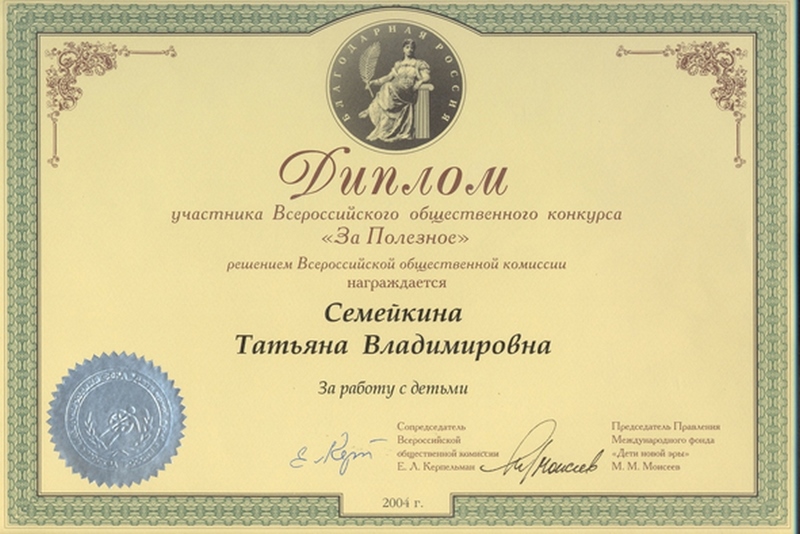 БЛАГОДАРНАЯ РОССИЯ
Диплом
участника Всероссийского общественного конкурса
«За Полезное»
решением Всероссийской общественной комиссии
награждается
Семейкина
Татьяна Владимировна
За работу с детьми
Сопредседатель
Всероссийской
общественной комиссии
Е. Л. Керпельман
Председатель Правления
Международного фонда
«Дети новой эры»
М. М. Моисеев
2004 г.